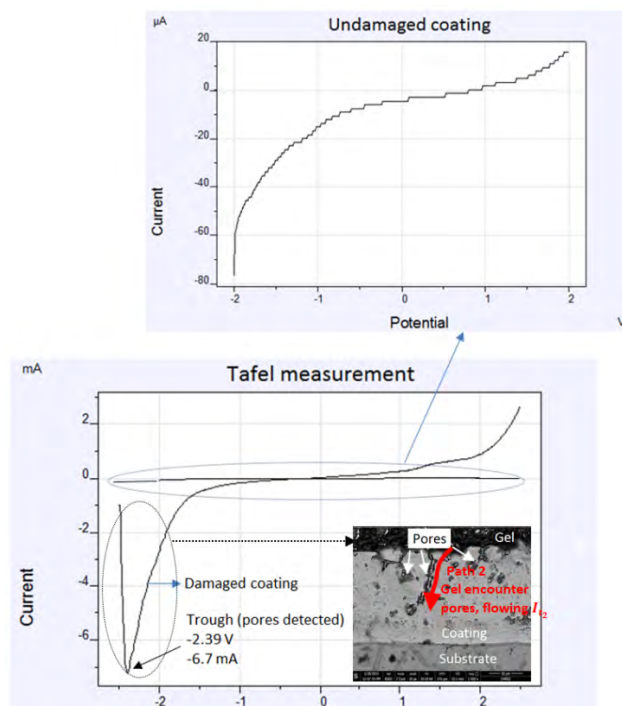 µA
Undamaged coating
20
0
-20
-40
-60
-80
Current
-2
-1
0
1
2
Potential
V
mA
Tafel measurement
2
0
-2
-4
-6
Current
Damaged coating
Trough (pores detected)
-2.39 V
-6.7 mA
Pores
Gel
Path 2
Gel encounter
pores, flowing I
Coating
Substrate
-2
-1
0
1
2